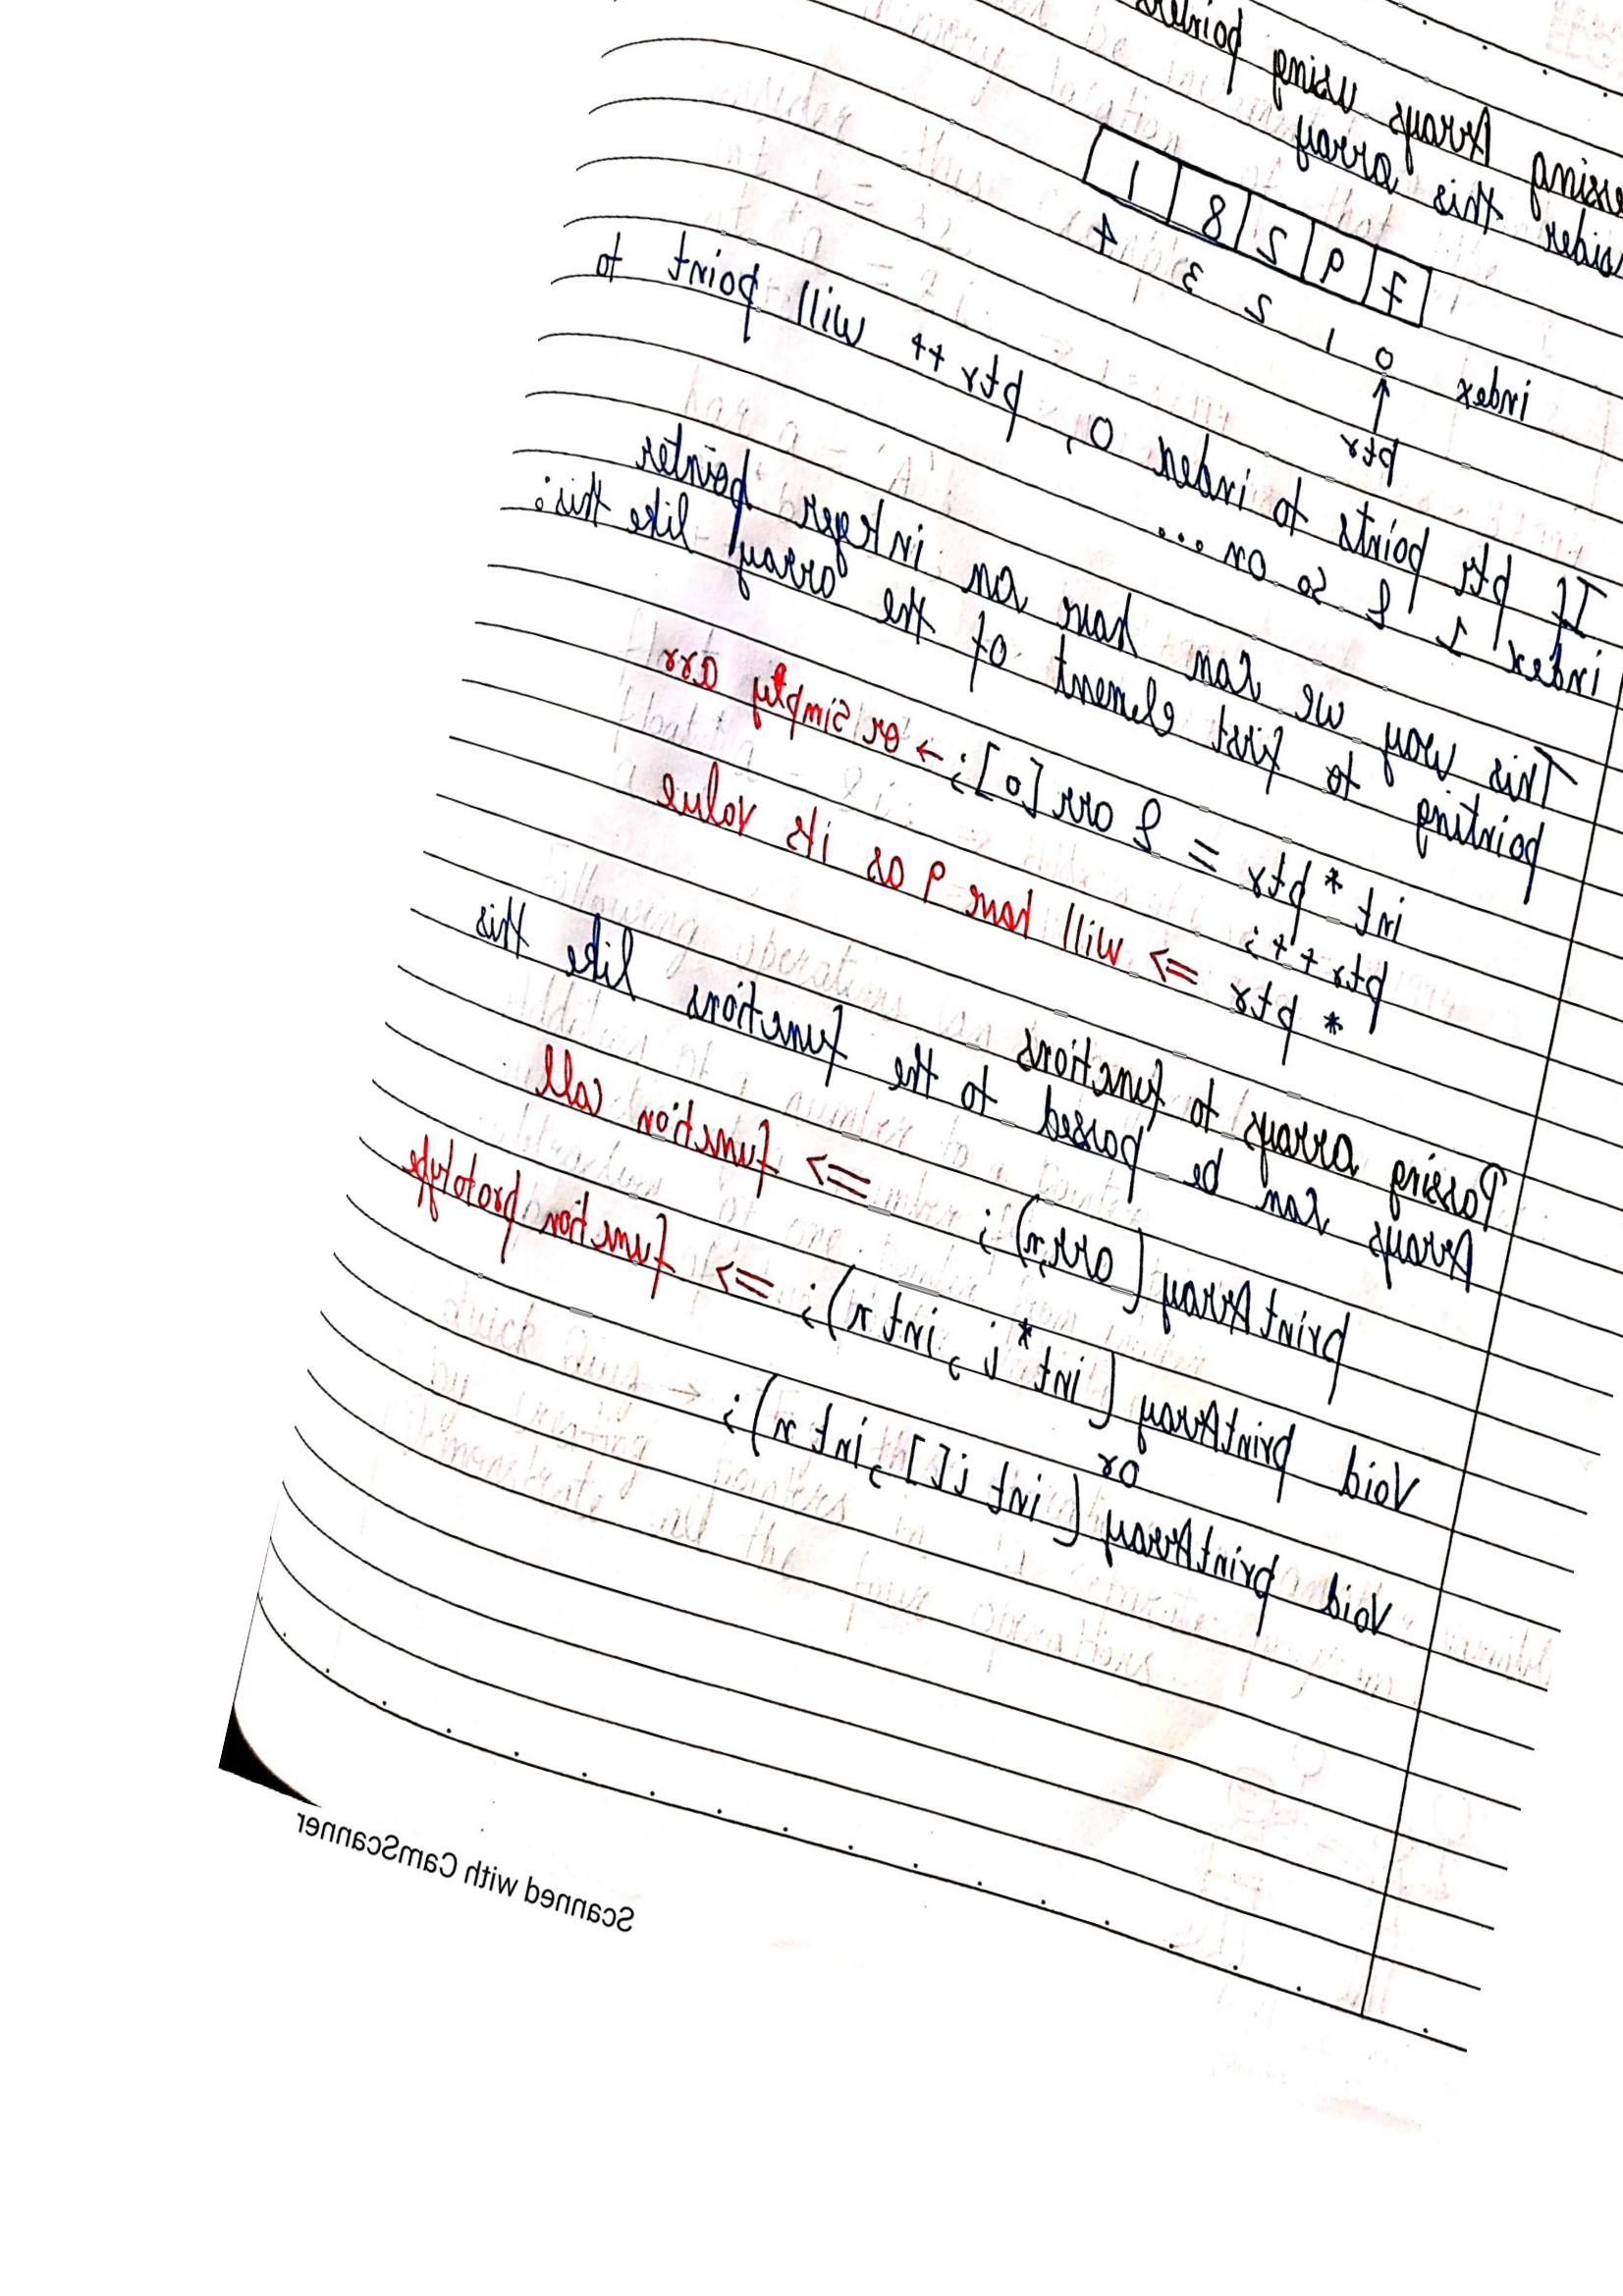 essing Arrays using pointers
sider this array
7 9 2 8 1
index 0 1 2 3 4
ptr
If ptr points to index 0, ptr ++ will point to
index 1 & so on ...
This way we can have an integer pointer
pointing to first element of the array like this:
int * ptr = & arr [0]; → or simply arr
ptr ++;
* ptr => will have 9 as its value
Passing arrays to functions
Arrays can be passed to the functions like this
printArray (arr, n); => function call
Void printArray (int *i, int n); => function prototype
or
Void printArray (int i[], int n);
Scanned with CamScanner